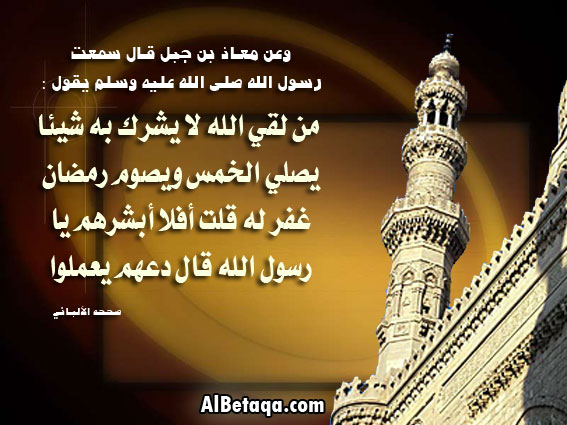 وعن معاذ بن جبل قال سمعت
رسول الله صلى الله عليه وسلم يقول :
من لقي الله لا يشرك به شيئا
يصلي الخمس ويصوم رمضان
غفر له قلت أفلا أبشرهم يا
رسول الله قال دعهم يعملوا
صححه الألباني
AlBetaqa.com